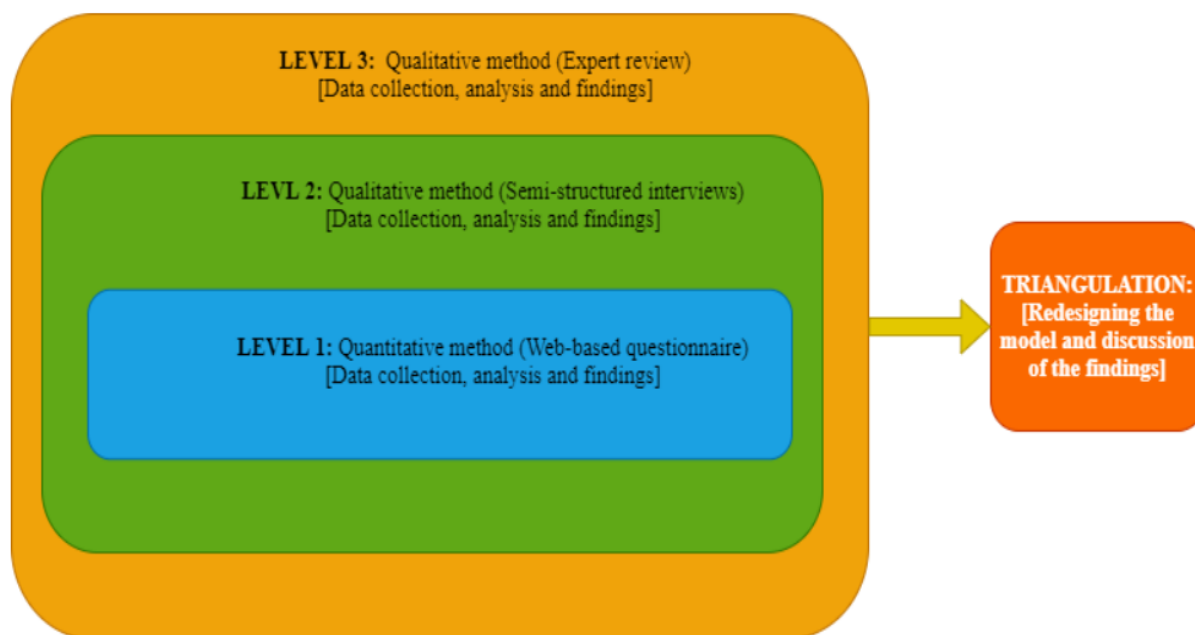 LEVEL 3: Qualitative method (Expert review)
[Data collection, analysis and findings]
LEVL 2: Qualitative method (Semi-structured interviews)
[Data collection, analysis and findings]
LEVEL 1: Quantitative method (Web-based questionnaire)
[Data collection, analysis and findings]
TRIANGULATION:
[Redesigning the
model and discussion
of the findings]